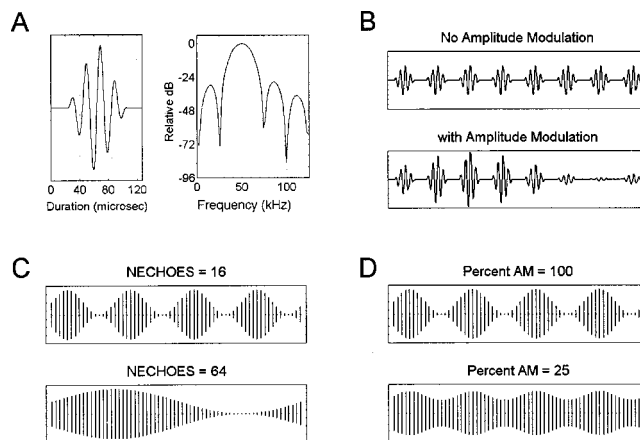 A
B
No Amplitude Modulation
with Amplitude Modulation
Relative dB
0
-24
-48
-72
-96
0 40 80 120
Duration (microsec)
0 50 100
Frequency (kHz)
C
D
NECHOES = 16
NECHOES = 64
Percent AM = 100
Percent AM = 25